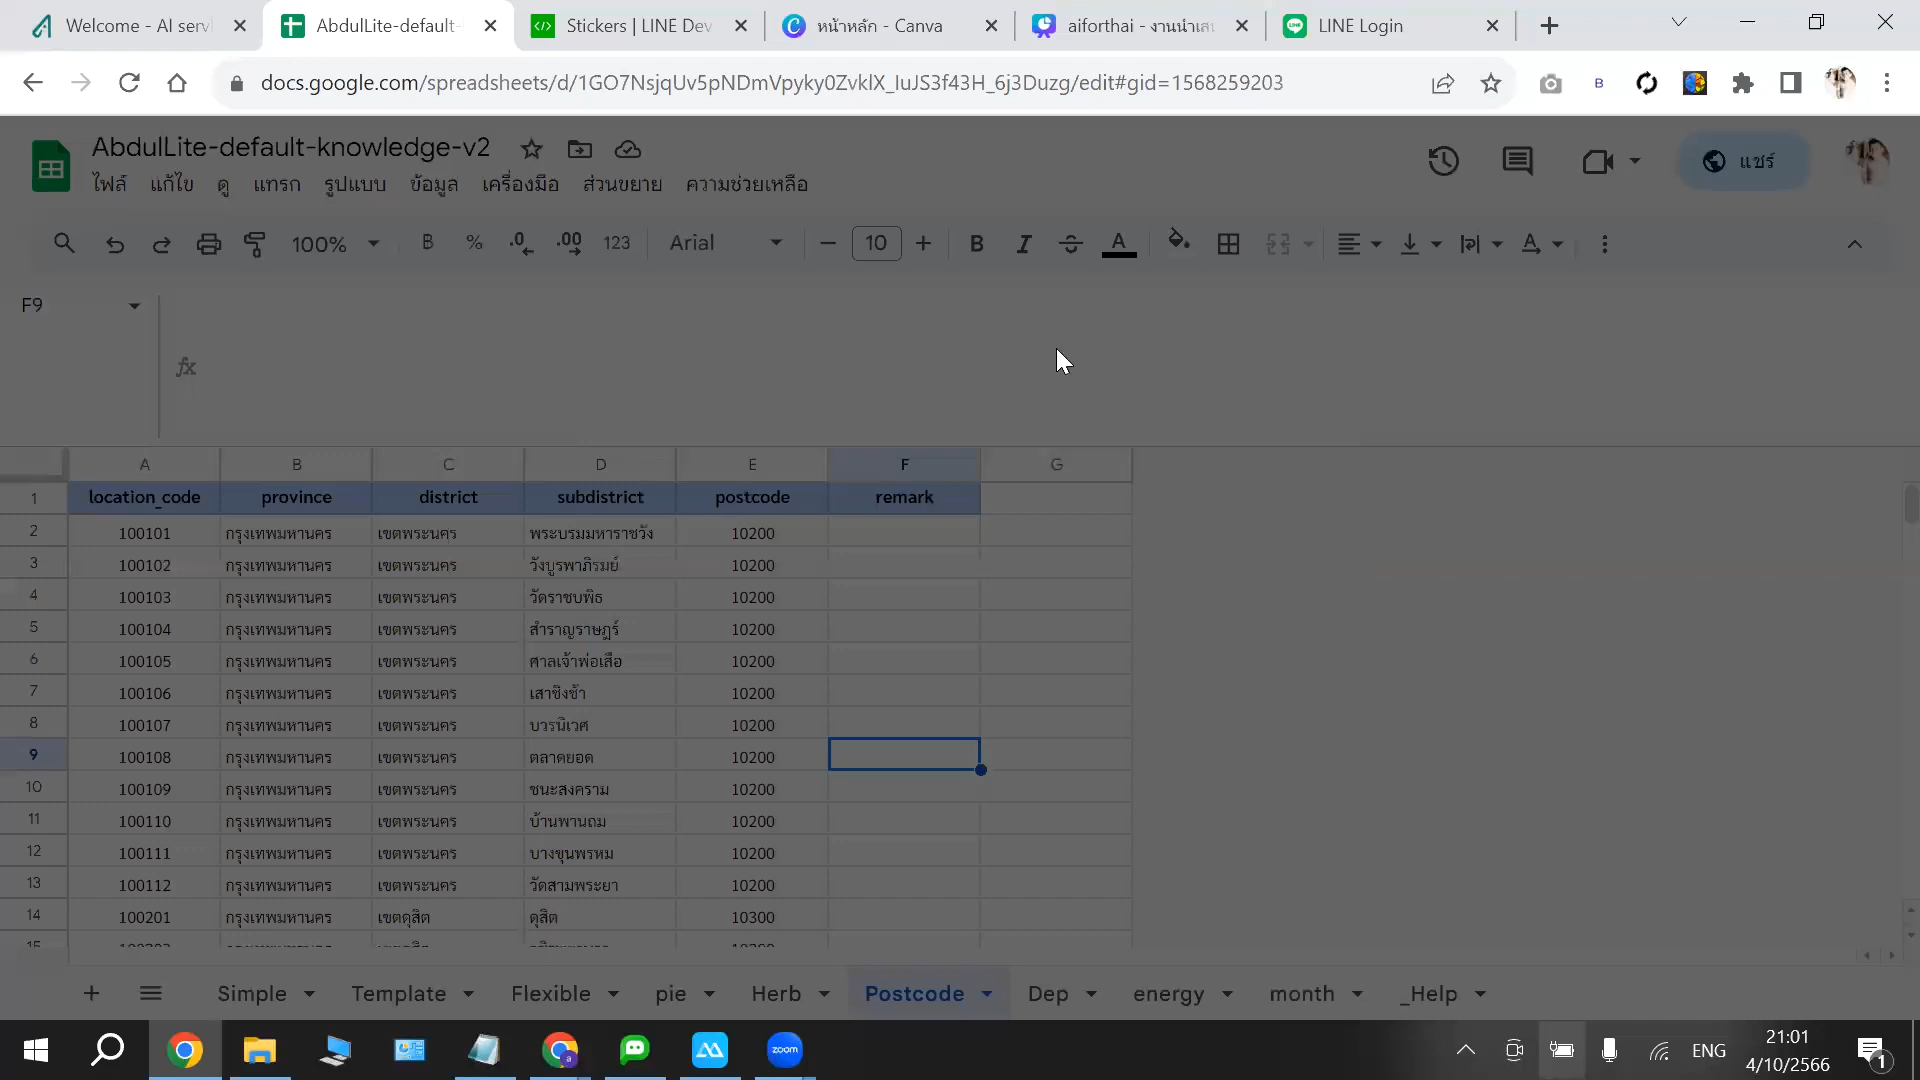 Welcome - AI servi
AbdulLite-default-
Stickers | LINE Dev
หน้าหลัก - Canva
aiforthai - งานนำเสน
LINE Login
docs.google.com/spreadsheets/d/1GO7NsjqUv5pNDmVpyky0ZvklX_IuJS3f43H_6j3Duzg/edit#gid=1568259203
AbdulLite-default-knowledge-v2
ไฟล์ แก้ไข ดู แทรก รูปแบบ ข้อมูล เครื่องมือ ส่วนขยาย ความช่วยเหลือ
แชร์
100% B % .0 .00 123 Arial 10 B I A
F9
fx
A B C D E F G
1 location_code province district subdistrict postcode remark
2 100101 กรุงเทพมหานคร เขตพระนคร พระบรมมหาราชวัง 10200
3 100102 กรุงเทพมหานคร เขตพระนคร วังบูรพาภิรมย์ 10200
4 100103 กรุงเทพมหานคร เขตพระนคร วัดราชบพิธ 10200
5 100104 กรุงเทพมหานคร เขตพระนคร สำราญราษฎร์ 10200
6 100105 กรุงเทพมหานคร เขตพระนคร ศาลเจ้าพ่อเสือ 10200
7 100106 กรุงเทพมหานคร เขตพระนคร เสาชิงช้า 10200
8 100107 กรุงเทพมหานคร เขตพระนคร บวรนิเวศ 10200
9 100108 กรุงเทพมหานคร เขตพระนคร ตลาดยอด 10200
10 100109 กรุงเทพมหานคร เขตพระนคร ชนะสงคราม 10200
11 100110 กรุงเทพมหานคร เขตพระนคร บ้านพานถม 10200
12 100111 กรุงเทพมหานคร เขตพระนคร บางขุนพรหม 10200
13 100112 กรุงเทพมหานคร เขตพระนคร วัดสามพระยา 10200
14 100201 กรุงเทพมหานคร เขตดุสิต ดุสิต 10300
15
Simple Template Flexible pie Herb Postcode Dep energy month _Help
zoom
ENG
21:01
4/10/2566
1